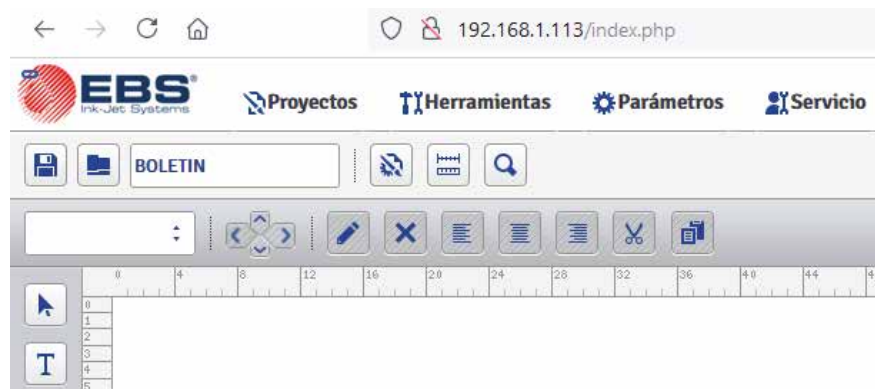 192.168.1.113/index.php
EBS®
Ink-Jet Systems
Proyectos Herramientas Parámetros Servicio
BOLETIN
0 4 8 12 16 20 24 28 32 36 40 44 4
0
1
2
3
T
4
5